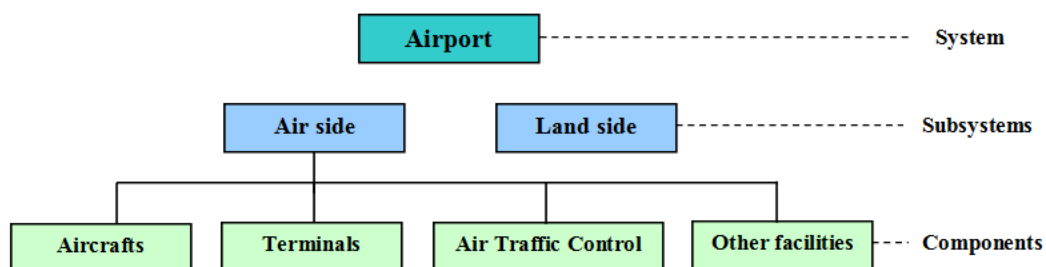 Airport
System
Air side
Land side
Subsystems
Aircrafts
Terminals
Air Traffic Control
Other facilities
Components